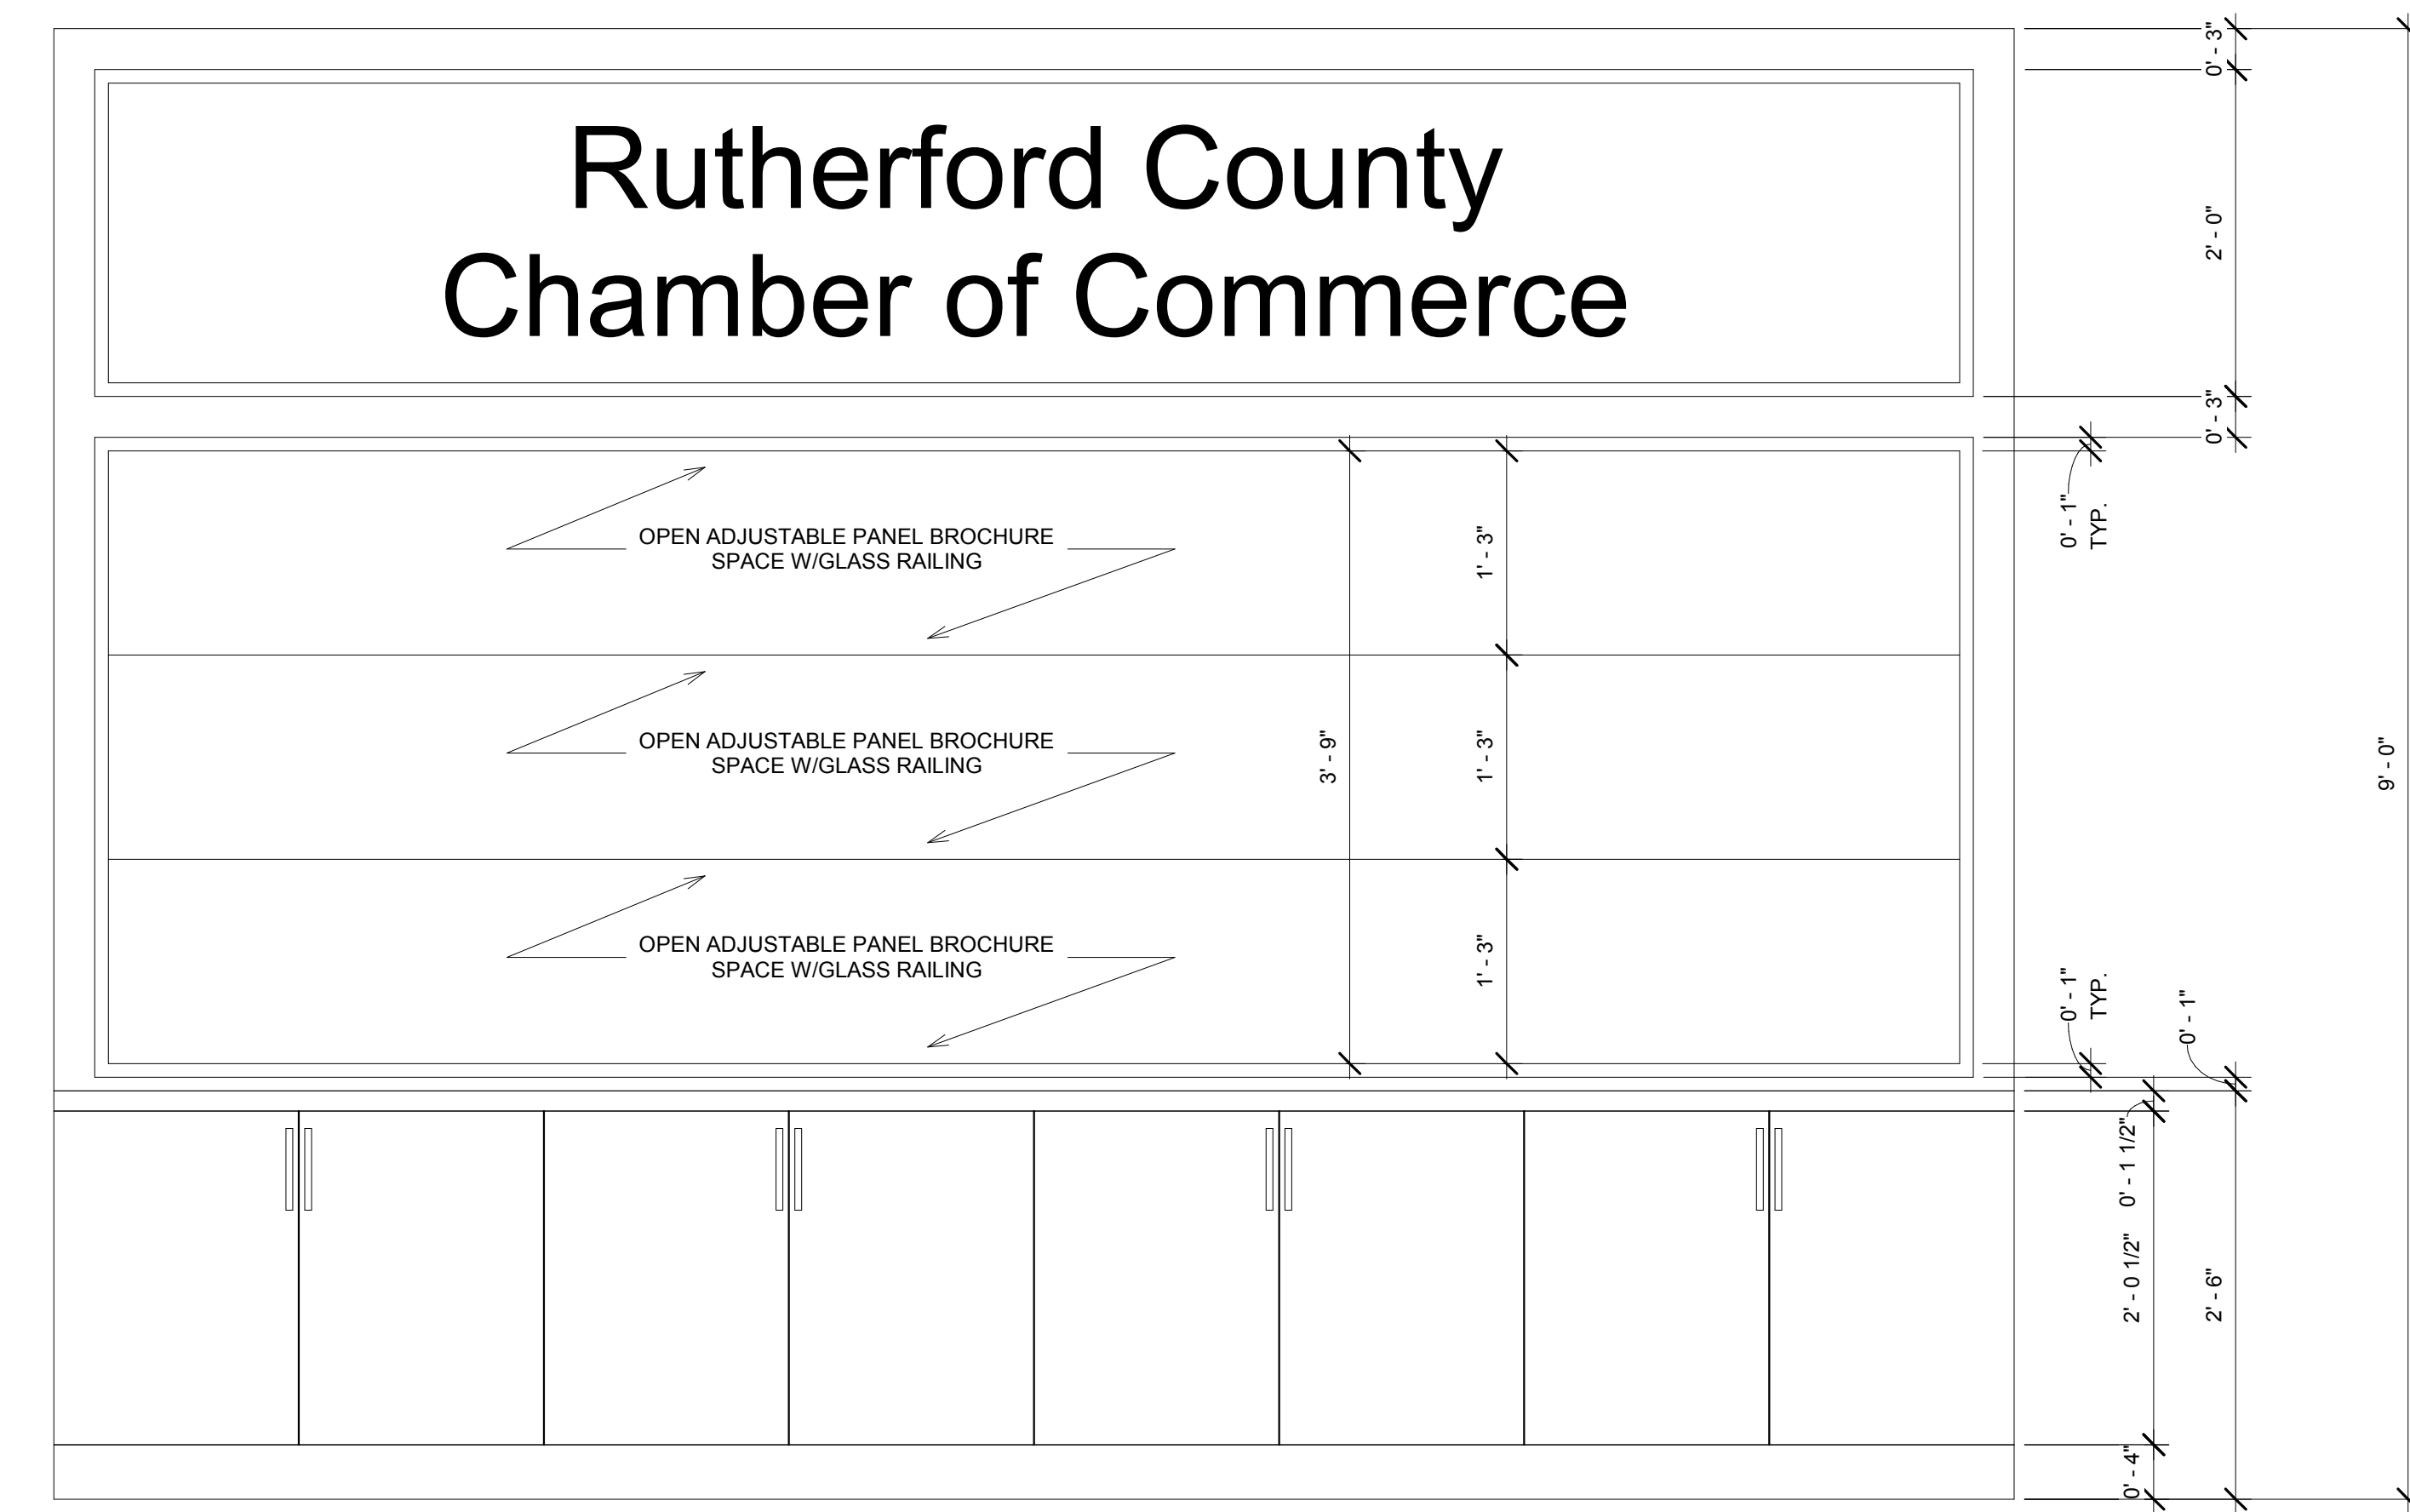 Rutherford County
Chamber of Commerce
0' - 3"
2' - 0"
0' - 3"
OPEN ADJUSTABLE PANEL BROCHURE
SPACE W/GLASS RAILING
1' - 3"
0' - 1"
TYP.
OPEN ADJUSTABLE PANEL BROCHURE
SPACE W/GLASS RAILING
3' - 9"
1' - 3"
9' - 0"
OPEN ADJUSTABLE PANEL BROCHURE
SPACE W/GLASS RAILING
1' - 3"
0' - 1"
TYP.
0' - 1"
0' - 1 1/2"
2' - 0 1/2"
2' - 6"
0' - 4"